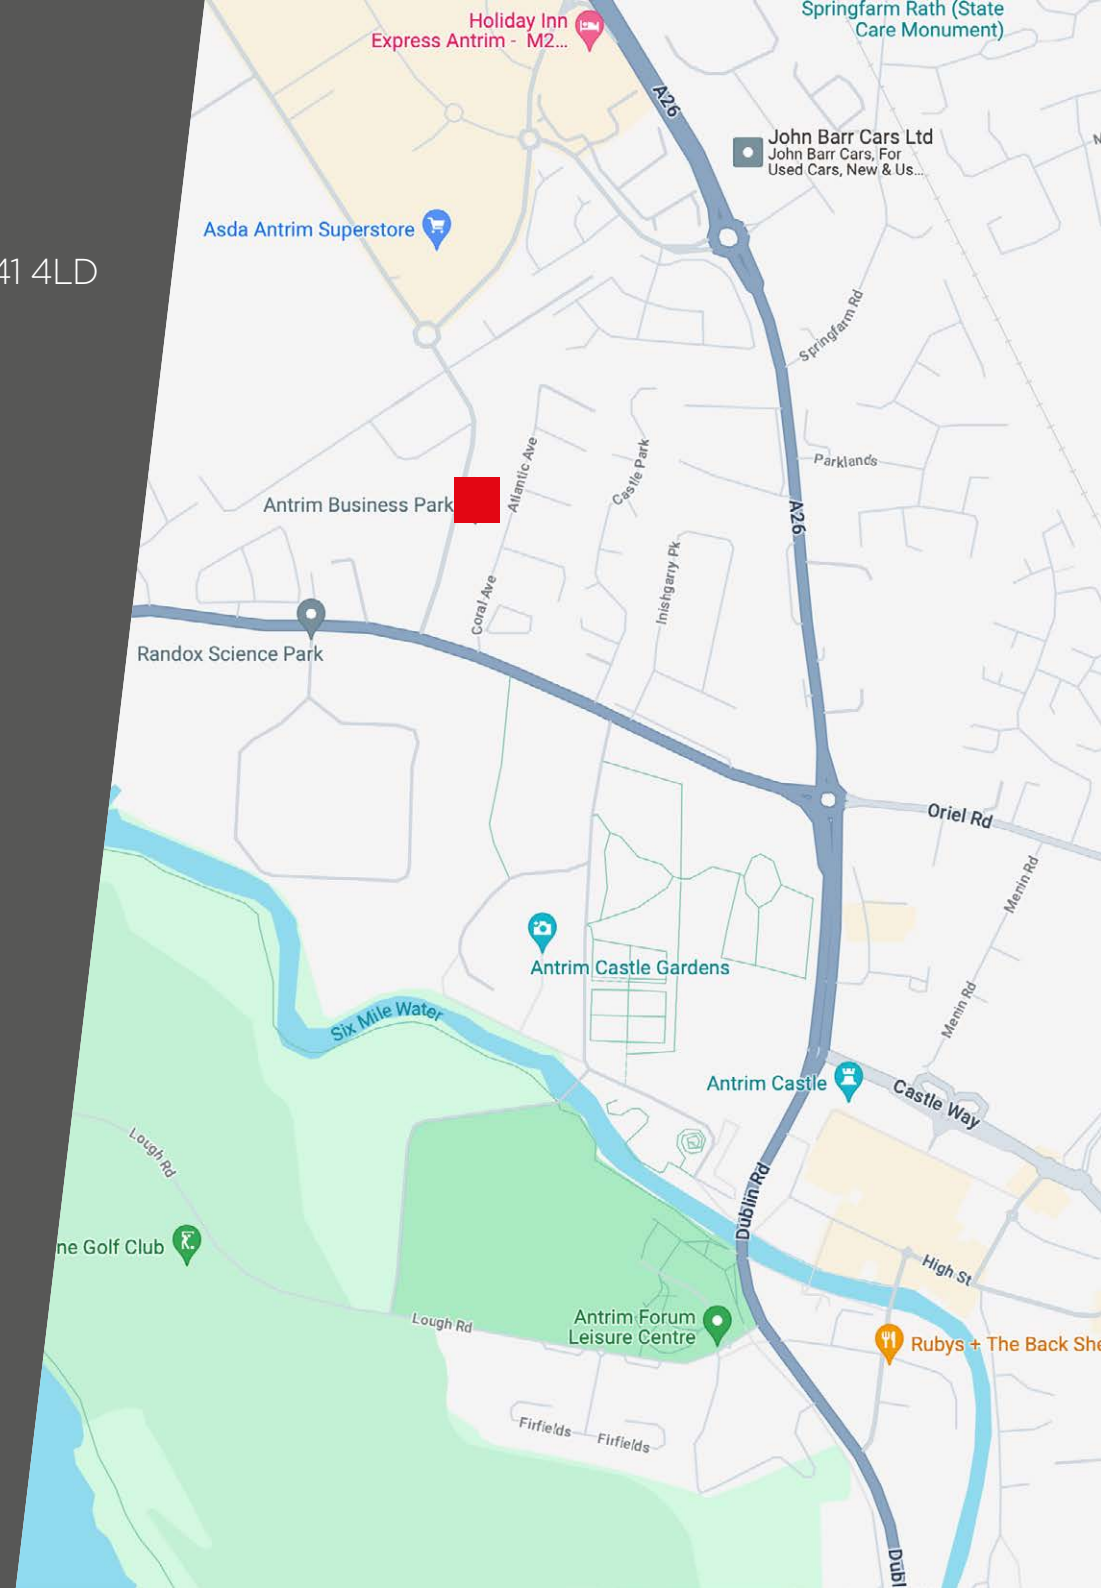 Springfarm Rath (State
Care Monument)
Holiday Inn
Express Antrim - M2...
A26
John Barr Cars Ltd
John Barr Cars, For
Used Cars, New & Us...
Asda Antrim Superstore
41 4LD
Springfarm Rd
Atlantic Ave
Castle Park
Parklands
Antrim Business Park
A26
Inishgarry Pk
Coral Ave
Randox Science Park
Oriel Rd
Menin Rd
Antrim Castle Gardens
Menin Rd
Six Mile Water
Antrim Castle
Castle Way
Lough Rd
Dublin Rd
ne Golf Club
High St
Lough Rd
Antrim Forum
Leisure Centre
Rubys + The Back She
Firfields
Firfields
Dubl